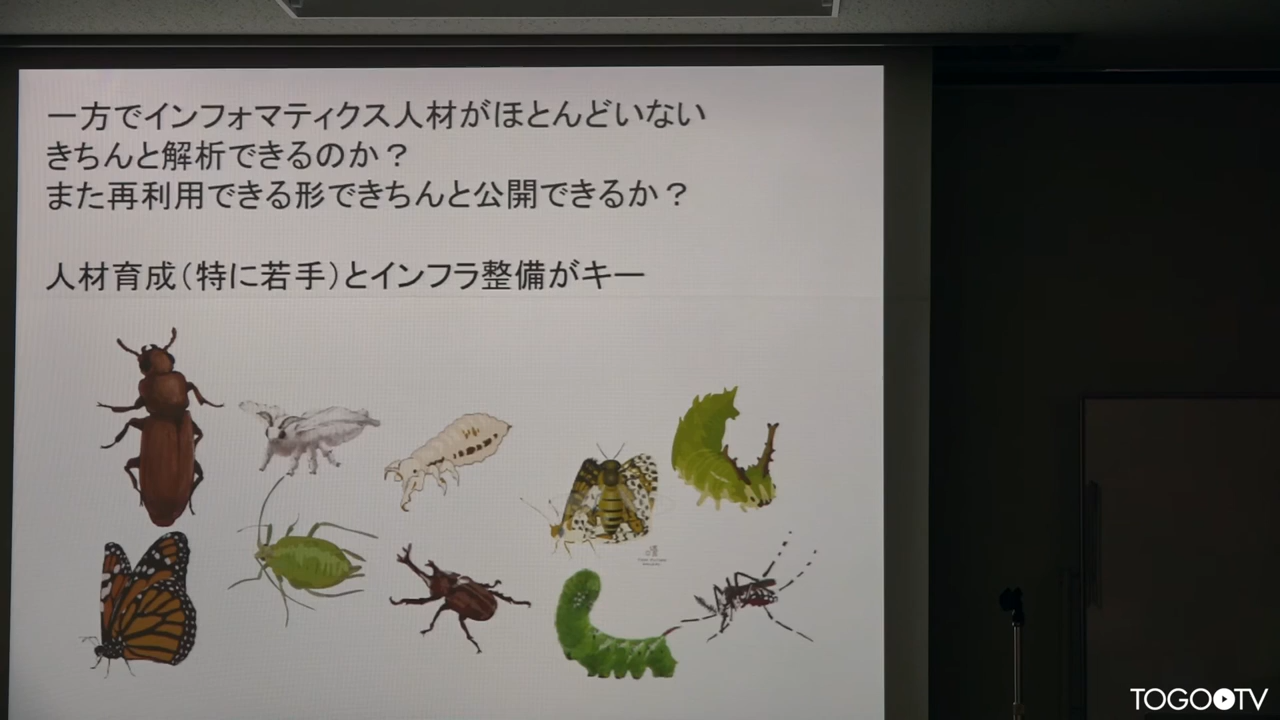 一方でインフォマティクス人材がほとんどいない
きちんと解析できるのか？
また再利用できる形できちんと公開できるか？
人材育成（特に若手）とインフラ整備がキー
TOGOTV